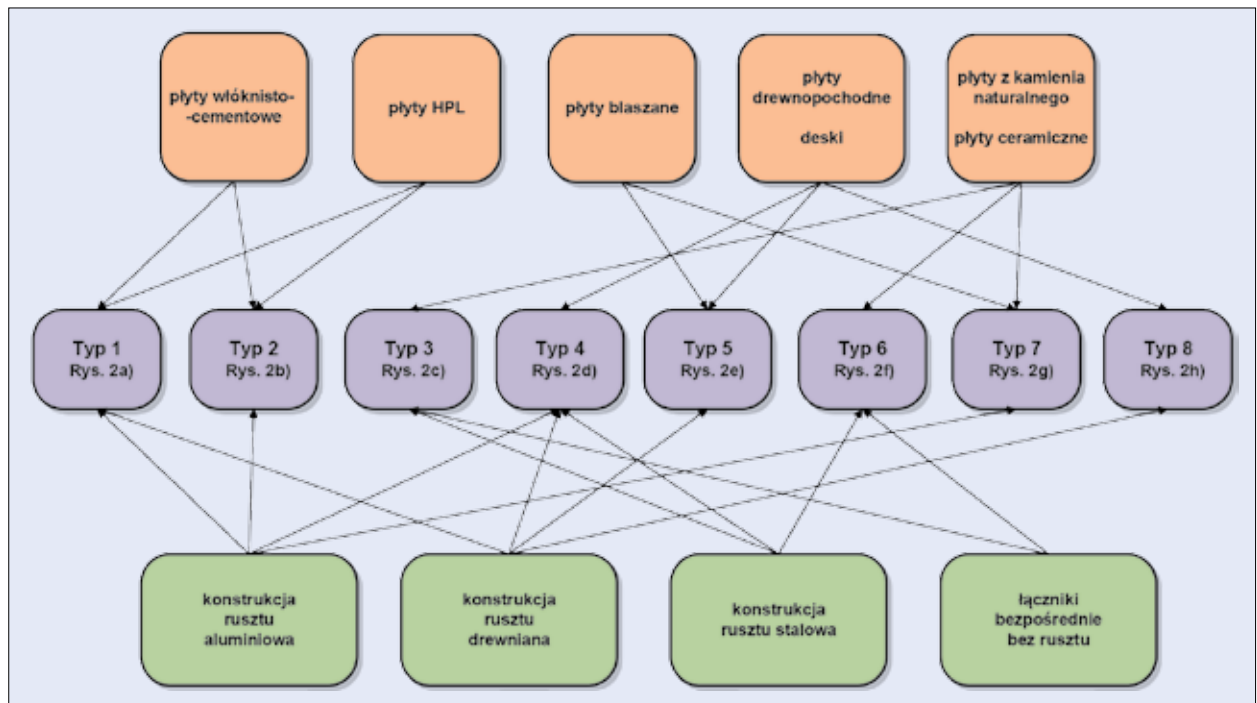 płyty włóknisto-
-cementowe
płyty HPL
płyty blaszane
płyty
drewnopochodne
deski
płyty z kamienia
naturalnego
płyty ceramiczne
Typ 1
Rys. 2a)
Typ 2
Rys. 2b)
Typ 3
Rys. 2c)
Typ 4
Rys. 2d)
Typ 5
Rys. 2e)
Typ 6
Rys. 2f)
Typ 7
Rys. 2g)
Typ 8
Rys. 2h)
konstrukcja
rusztu
aluminiowa
konstrukcja
rusztu
drewniana
konstrukcja
rusztu stalowa
łączniki
bezpośrednie
bez rusztu